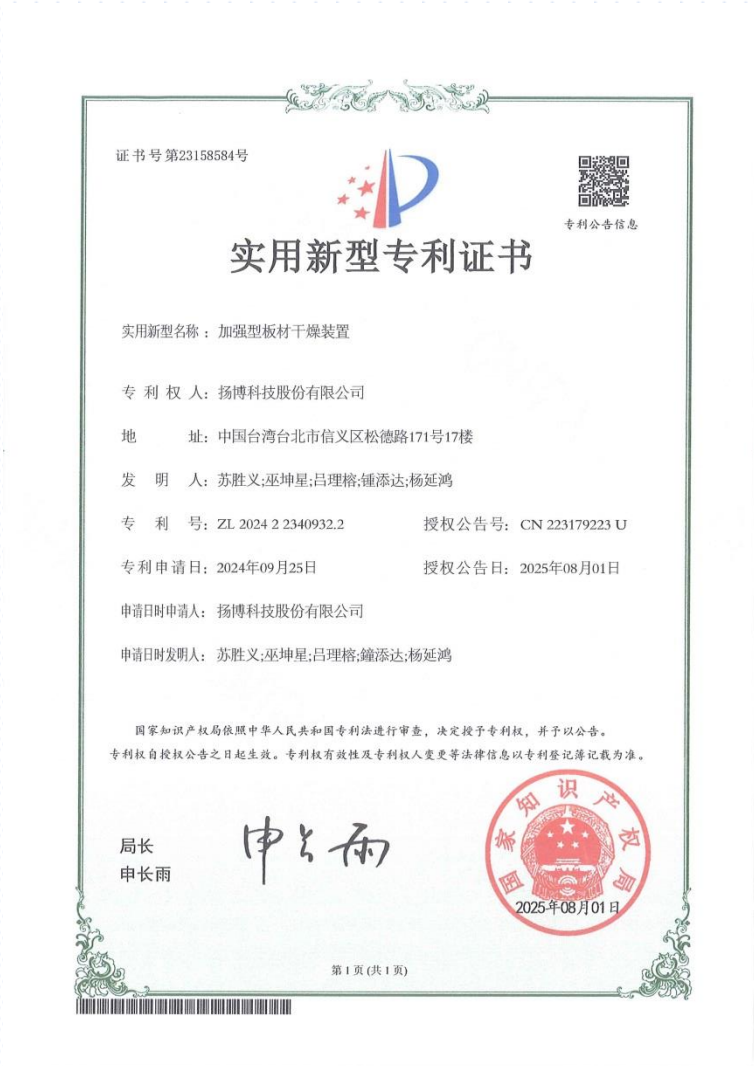 证书号第23158584号
专利公告信息
实用新型专利证书
实用新型名称：加强型板材干燥装置
专利权人：扬博科技股份有限公司
地址：中国台湾台北市信义区松德路171号17楼
发明人：苏胜义;巫坤星;吕理榕;锺添达;杨延鸿
专利号：ZL 2024 2 2340932.2 授权公告号：CN 223179223 U
专利申请日：2024年09月25日 授权公告日：2025年08月01日
申请日时申请人：扬博科技股份有限公司
申请日时发明人：苏胜义;巫坤星;吕理榕;鐘添达;杨延鸿
国家知识产权局依照中华人民共和国专利法进行审查，决定授予专利权，并予以公告。
专利权自授权公告之日起生效。专利权有效性及专利权人变更等法律信息以专利登记簿记载为准。
局长
申长雨
申长雨
国家知识产权局
2025年08月01日
第1页(共1页)